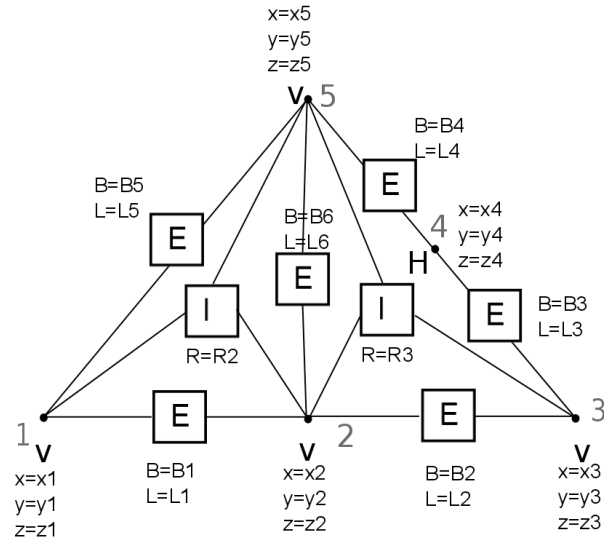 x=x5
y=y5
z=z5
V 5
B=B4
L=L4
E
B=B5
L=L5
E
B=B6
L=L6
E
x=x4
4 y=y4
H z=z4
I
R=R2
I
R=R3
E
B=B3
L=L3
1
E
2
E
3
V
x=x1
y=y1
z=z1
B=B1
L=L1
V
x=x2
y=y2
z=z2
B=B2
L=L2
V
x=x3
y=y3
z=z3